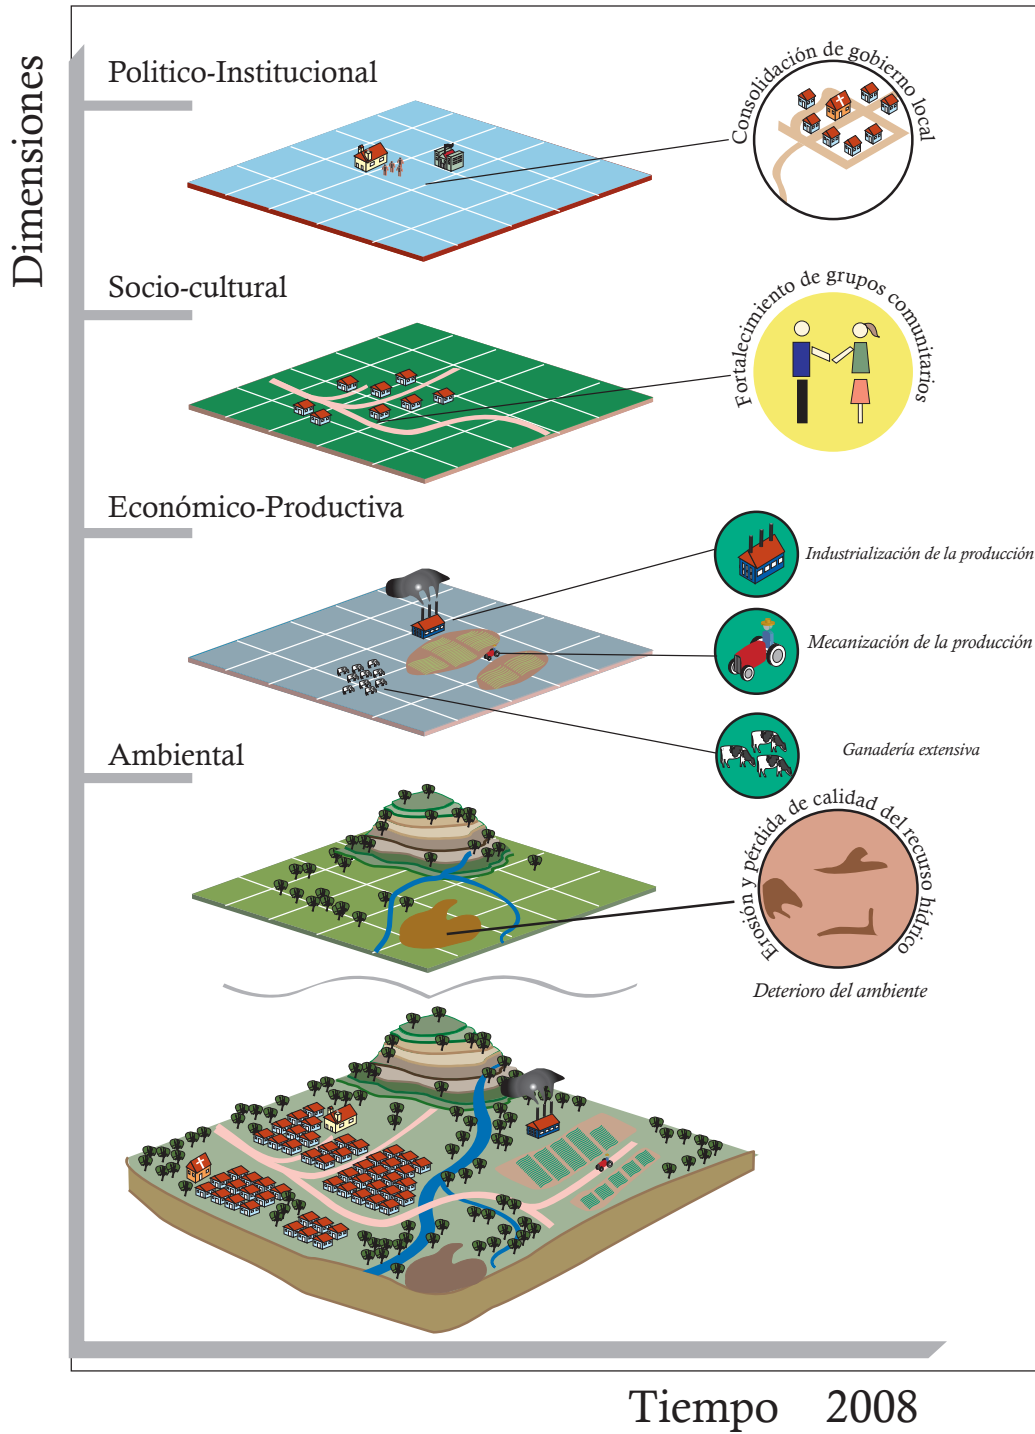 Dimensiones
Politico-Institucional
Consolidación de gobierno local
Socio-cultural
Fortalecimiento de grupos comunitarios
Económico-Productiva
Industrialización de la producción
Mecanización de la producción
Ganadería extensiva
Ambiental
Erosión y pérdida de calidad del recurso hídrico
Deterioro del ambiente
Tiempo 2008